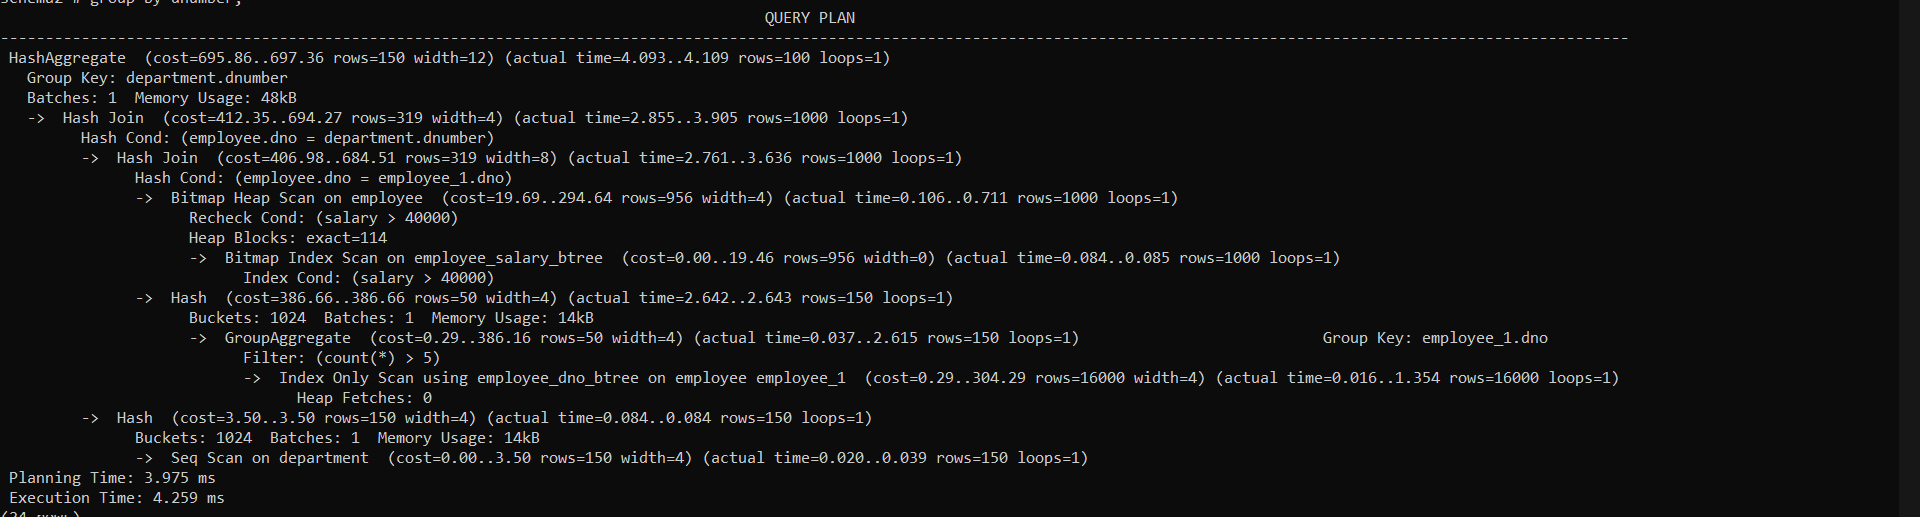 schema2 # group by dnumber;
QUERY PLAN
--------------------------------------------------------------------------------------------------------------------------------------------------------------------------------------
HashAggregate  (cost=695.86..697.36 rows=150 width=12) (actual time=4.093..4.109 rows=100 loops=1)
  Group Key: department.dnumber
  Batches: 1  Memory Usage: 48kB
  ->  Hash Join  (cost=412.35..694.27 rows=319 width=4) (actual time=2.855..3.905 rows=1000 loops=1)
        Hash Cond: (employee.dno = department.dnumber)
        ->  Hash Join  (cost=406.98..684.51 rows=319 width=8) (actual time=2.761..3.636 rows=1000 loops=1)
              Hash Cond: (employee.dno = employee_1.dno)
              ->  Bitmap Heap Scan on employee  (cost=19.69..294.64 rows=956 width=4) (actual time=0.106..0.711 rows=1000 loops=1)
                    Recheck Cond: (salary > 40000)
                    Heap Blocks: exact=114
                    ->  Bitmap Index Scan on employee_salary_btree  (cost=0.00..19.46 rows=956 width=0) (actual time=0.084..0.085 rows=1000 loops=1)
                          Index Cond: (salary > 40000)
              ->  Hash  (cost=386.66..386.66 rows=50 width=4) (actual time=2.642..2.643 rows=150 loops=1)
                    Buckets: 1024  Batches: 1  Memory Usage: 14kB
                    ->  GroupAggregate  (cost=0.29..386.16 rows=50 width=4) (actual time=0.037..2.615 rows=150 loops=1)                           Group Key: employee_1.dno
                          Filter: (count(*) > 5)
                          ->  Index Only Scan using employee_dno_btree on employee employee_1  (cost=0.29..304.29 rows=16000 width=4) (actual time=0.016..1.354 rows=16000 loops=1)
                                Heap Fetches: 0
        ->  Hash  (cost=3.50..3.50 rows=150 width=4) (actual time=0.084..0.084 rows=150 loops=1)
              Buckets: 1024  Batches: 1  Memory Usage: 14kB
              ->  Seq Scan on department  (cost=0.00..3.50 rows=150 width=4) (actual time=0.020..0.039 rows=150 loops=1)
Planning Time: 3.975 ms
Execution Time: 4.259 ms
(24 rows)